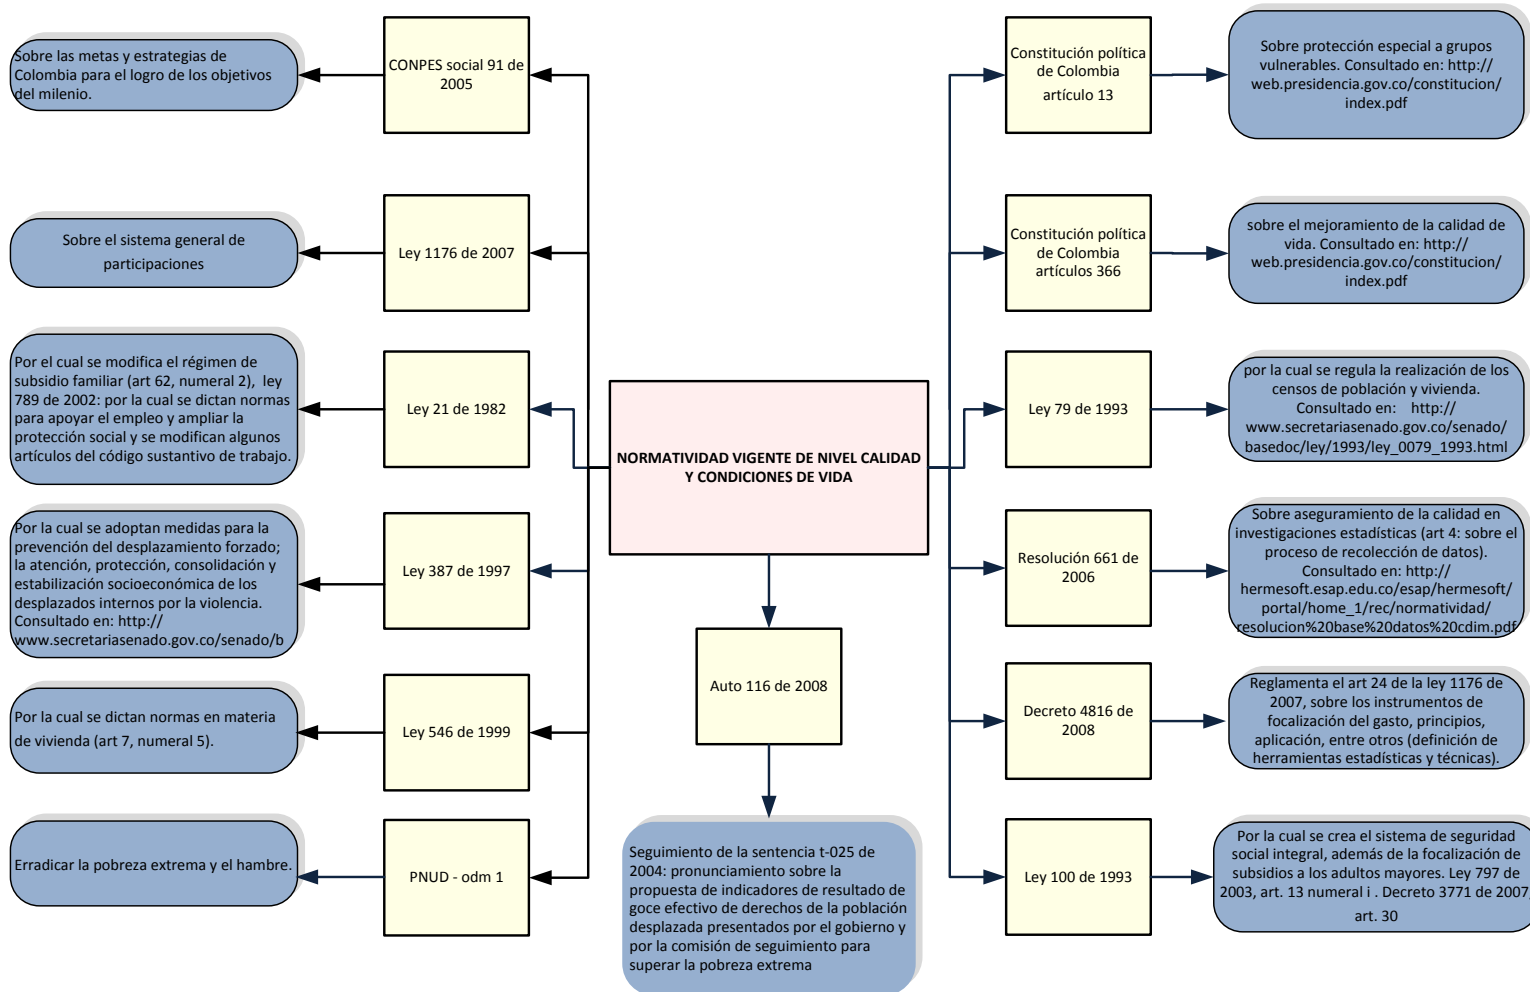 Sobre las metas y estrategias de
Colombia para el logro de los objetivos
del milenio.
CONPES social 91 de
2005
Constitución política
de Colombia
artículo 13
Sobre protección especial a grupos
vulnerables. Consultado en: http://
web.presidencia.gov.co/constitucion/
index.pdf
Sobre el sistema general de
participaciones
Ley 1176 de 2007
Constitución política
de Colombia
artículos 366
sobre el mejoramiento de la calidad de
vida. Consultado en: http://
web.presidencia.gov.co/constitucion/
index.pdf
Por el cual se modifica el régimen de
subsidio familiar (art 62, numeral 2), ley
789 de 2002: por la cual se dictan normas
para apoyar el empleo y ampliar la
protección social y se modifican algunos
artículos del código sustantivo de trabajo.
Ley 21 de 1982
NORMATIVIDAD VIGENTE DE NIVEL CALIDAD
Y CONDICIONES DE VIDA
Ley 79 de 1993
por la cual se regula la realización de los
censos de población y vivienda.
Consultado en: http://
www.secretariasenado.gov.co/senado/
basedoc/ley/1993/ley_0079_1993.html
Por la cual se adoptan medidas para la
prevención del desplazamiento forzado;
la atención, protección, consolidación y
estabilización socioeconómica de los
desplazados internos por la violencia.
Consultado en: http://
www.secretariasenado.gov.co/senado/b
Ley 387 de 1997
Resolución 661 de
2006
Sobre aseguramiento de la calidad en
investigaciones estadísticas (art 4: sobre el
proceso de recolección de datos).
Consultado en: http://
hermesoft.esap.edu.co/esap/hermesoft/
portal/home_1/rec/normatividad/
resolucion%20base%20datos%20cdim.pdf
Por la cual se dictan normas en materia
de vivienda (art 7, numeral 5).
Ley 546 de 1999
Auto 116 de 2008
Decreto 4816 de
2008
Reglamenta el art 24 de la ley 1176 de
2007, sobre los instrumentos de
focalización del gasto, principios,
aplicación, entre otros (definición de
herramientas estadísticas y técnicas).
Erradicar la pobreza extrema y el hambre.
PNUD - odm 1
Seguimiento de la sentencia t-025 de
2004: pronunciamiento sobre la
propuesta de indicadores de resultado de
goce efectivo de derechos de la población
desplazada presentados por el gobierno y
por la comisión de seguimiento para
superar la pobreza extrema
Ley 100 de 1993
Por la cual se crea el sistema de seguridad
social integral, además de la focalización de
subsidios a los adultos mayores. Ley 797 de
2003, art. 13 numeral i . Decreto 3771 de 2007,
art. 30